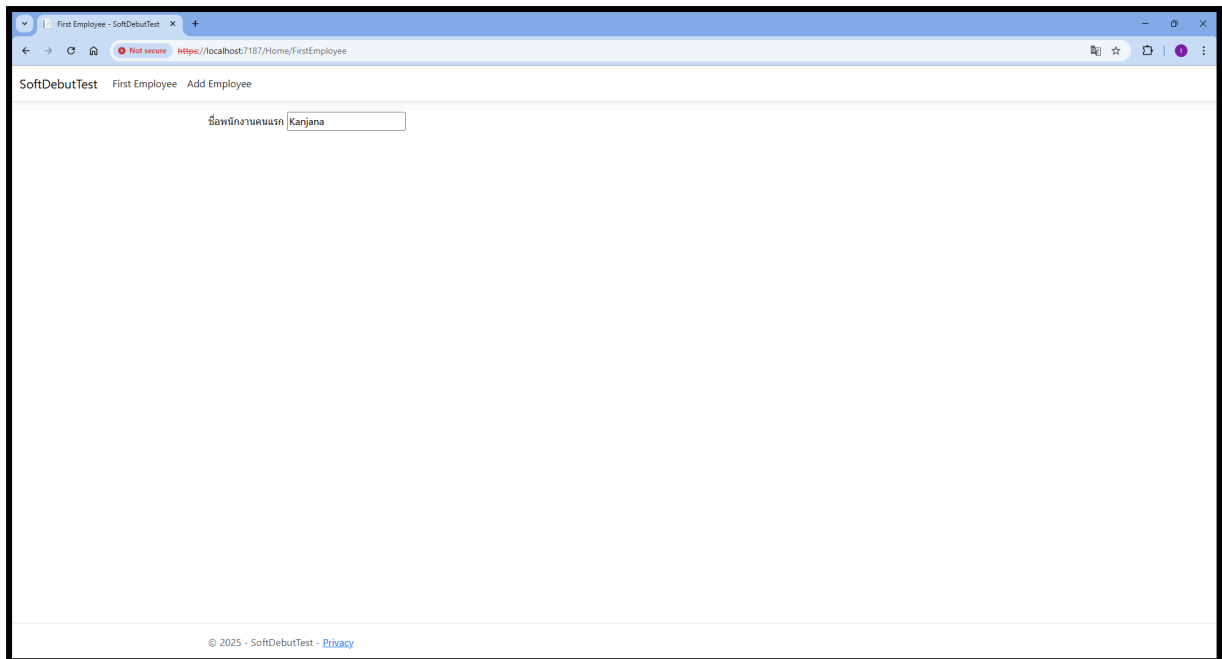 First Employee - SoftDebutTest
Not secure https://localhost:7187/Home/FirstEmployee
SoftDebutTest First Employee Add Employee
ชื่อพนักงานคนแรก Kanjana
© 2025 - SoftDebutTest - Privacy